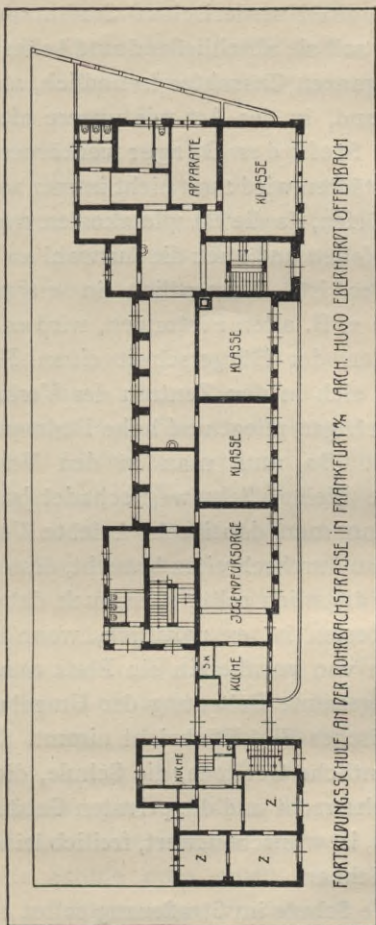 APPARATE
KLASSE
KLASSE
KLASSE
JUGENDFÜRSORGE
S.K.
KÜCHE
KÜCHE
Z
Z
Z
FORTBILDUNGSSCHULE AN DER ROHRBACHSTRASSE IN FRANKFURT a/M ARCH. HUGO EBERHARDT OFFENBACH